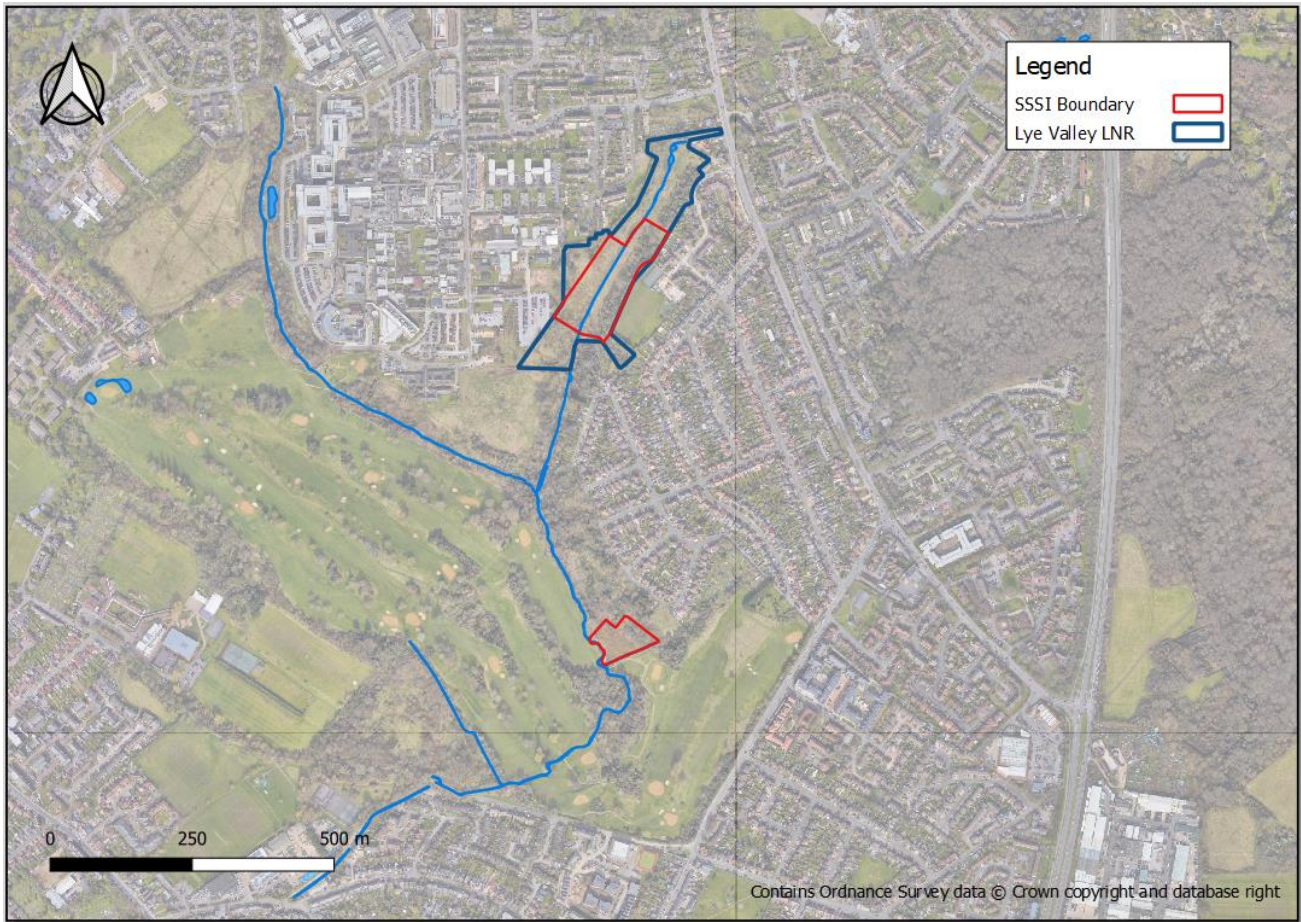 Legend
SSSI Boundary
Lye Valley LNR
0 250 500 m
Contains Ordnance Survey data © Crown copyright and database right